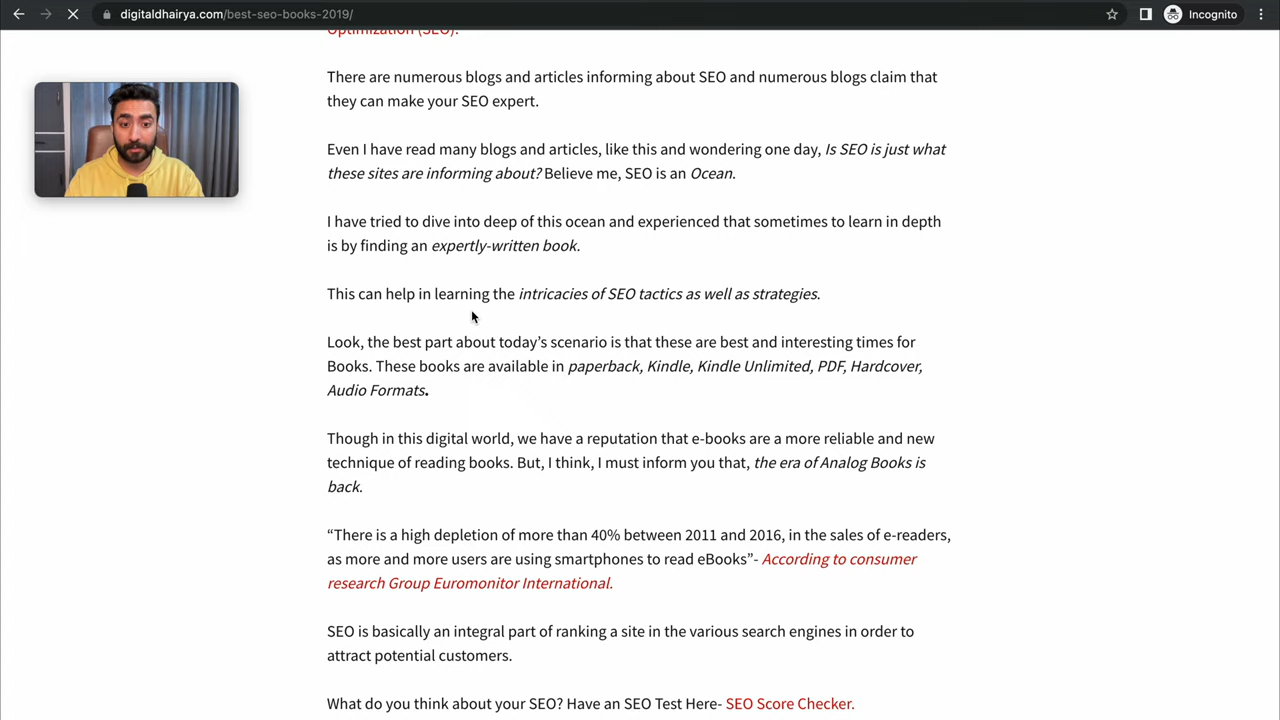 digitaldhairya.com/best-seo-books-2019/
Incognito
Optimization (SEO).
There are numerous blogs and articles informing about SEO and numerous blogs claim that
they can make your SEO expert.
Even I have read many blogs and articles, like this and wondering one day, Is SEO is just what
these sites are informing about? Believe me, SEO is an Ocean.
I have tried to dive into deep of this ocean and experienced that sometimes to learn in depth
is by finding an expertly-written book.
This can help in learning the intricacies of SEO tactics as well as strategies.
Look, the best part about today’s scenario is that these are best and interesting times for
Books. These books are available in paperback, Kindle, Kindle Unlimited, PDF, Hardcover,
Audio Formats.
Though in this digital world, we have a reputation that e-books are a more reliable and new
technique of reading books. But, I think, I must inform you that, the era of Analog Books is
back.
“There is a high depletion of more than 40% between 2011 and 2016, in the sales of e-readers,
as more and more users are using smartphones to read eBooks”- According to consumer
research Group Euromonitor International.
SEO is basically an integral part of ranking a site in the various search engines in order to
attract potential customers.
What do you think about your SEO? Have an SEO Test Here- SEO Score Checker.